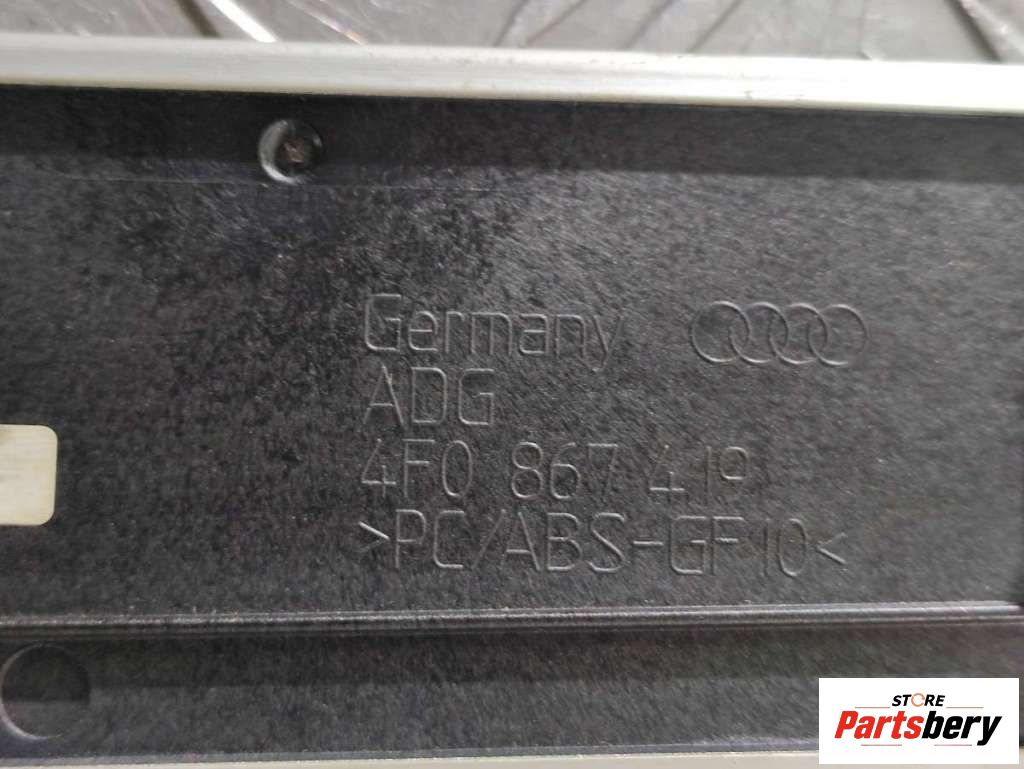 Germany
ADG
4F0 867 419
>PC/ABS-GF10<
STORE
Partsbery